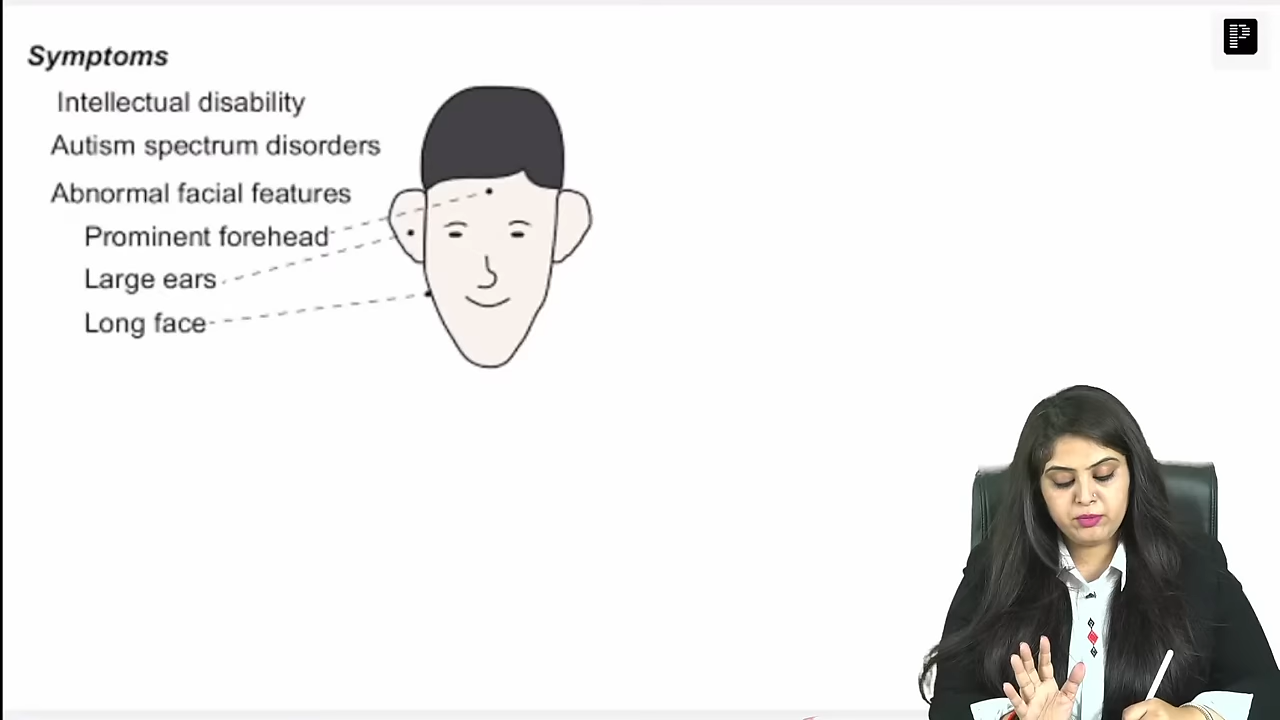 Symptoms
Intellectual disability
Autism spectrum disorders
Abnormal facial features
Prominent forehead
Large ears
Long face
P